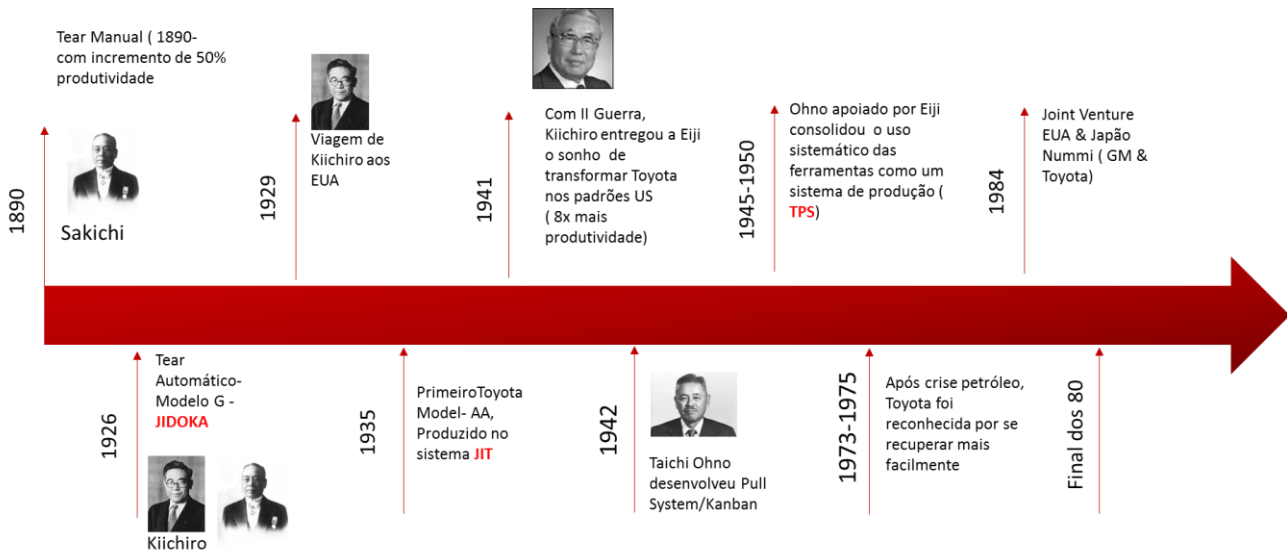 Tear Manual ( 1890-
com incremento de 50%
produtividade
1890
Sakichi
1929
Viagem de
Kiichiro aos
EUA
1941
Com II Guerra,
Kiichiro entregou a Eiji
o sonho de
transformar Toyota
nos padrões US
( 8x mais
produtividade)
1945-1950
Ohno apoiado por Eiji
consolidou o uso
sistemático das
ferramentas como um
sistema de produção (
TPS)
1984
Joint Venture
EUA & Japão
Nummi ( GM &
Toyota)
1926
Tear
Automático-
Modelo G -
JIDOKA
Kiichiro
1935
PrimeiroToyota
Model- AA,
Produzido no
sistema JIT
1942
Taichi Ohno
desenvolveu Pull
System/Kanban
1973-1975
Após crise petróleo,
Toyota foi
reconhecida por se
recuperar mais
facilmente
Final dos 80